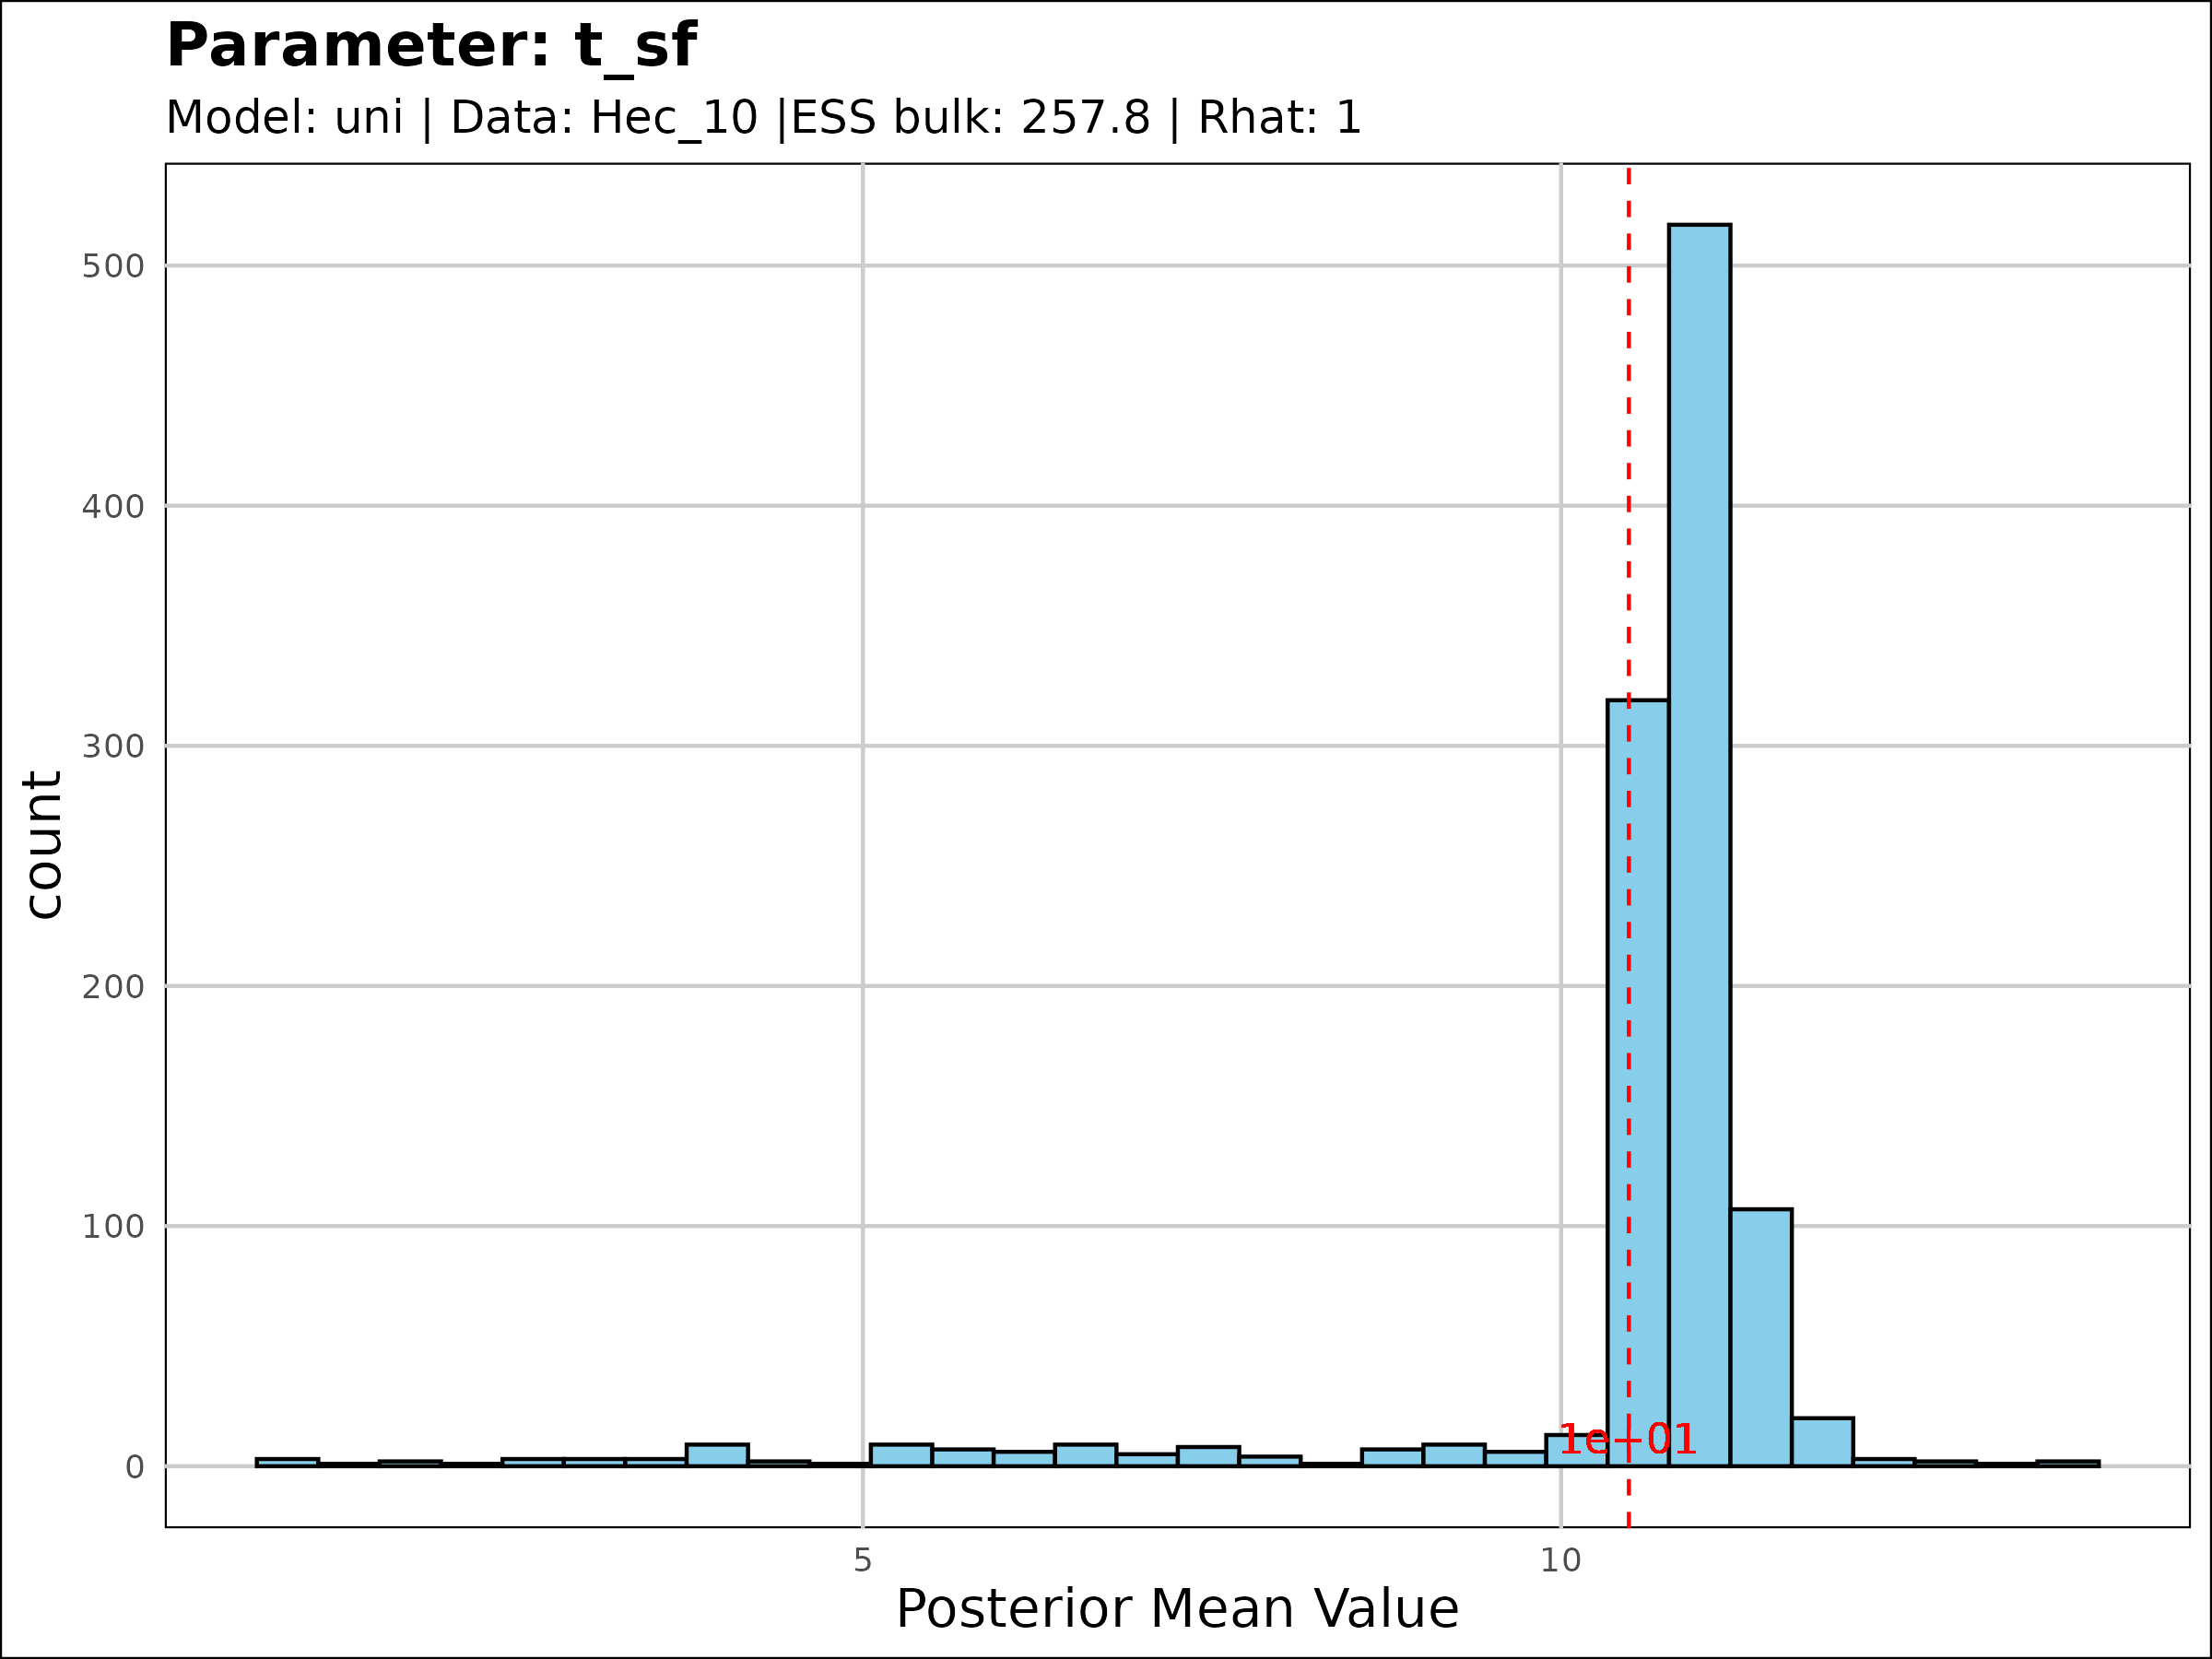 Parameter: t_sf
Model: uni | Data: Hec_10 |ESS bulk: 257.8 | Rhat: 1
500
400
300
200
100
0
count
1e+01
5
10
Posterior Mean Value